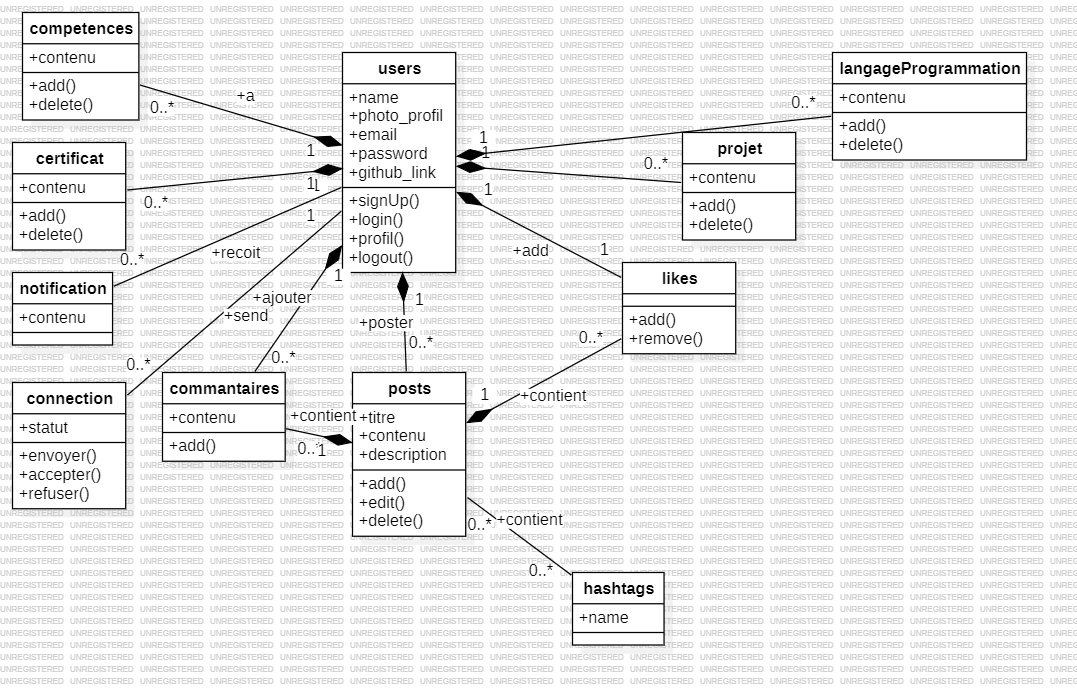 competences
+contenu
+add()
+delete()
certificat
+contenu
+add()
+delete()
notification
+contenu
connection
+statut
+envoyer()
+accepter()
+refuser()
commantaires
+contenu
+add()
users
+name
+photo_profil
+email
+password
+github_link
+signUp()
+login()
+profil()
+logout()
posts
+titre
+contenu
+description
+add()
+edit()
+delete()
langageProgrammation
+contenu
+add()
+delete()
projet
+contenu
+add()
+delete()
likes
+add()
+remove()
hashtags
+name
+a
0..*
1
0..*
1
1
0..*
+recoit
1
0..*
+send
+ajouter
1
0..*
1
+poster
0..*
+contient
0..*
1
1
0..*
1
0..*
1
+add
1
0..*
1
+contient
0..*
+contient
0..*
UNREGISTERED